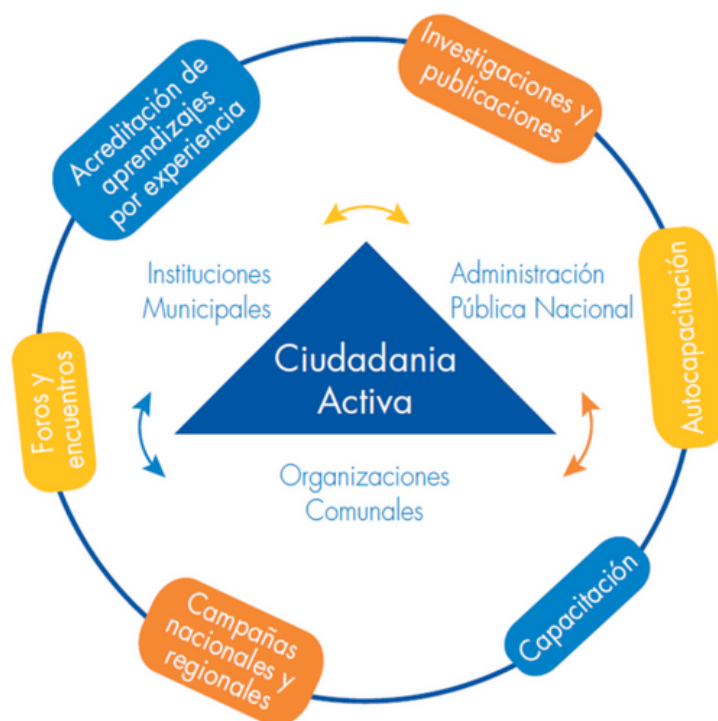 Acreditación de
aprendizajes
por experiencia
Investigaciones y
publicaciones
Instituciones
Municipales
Administración
Pública Nacional
Autocapacitación
Ciudadania
Activa
Foros y
encuentros
Organizaciones
Comunales
Capacitación
Campañas
nacionales y
regionales